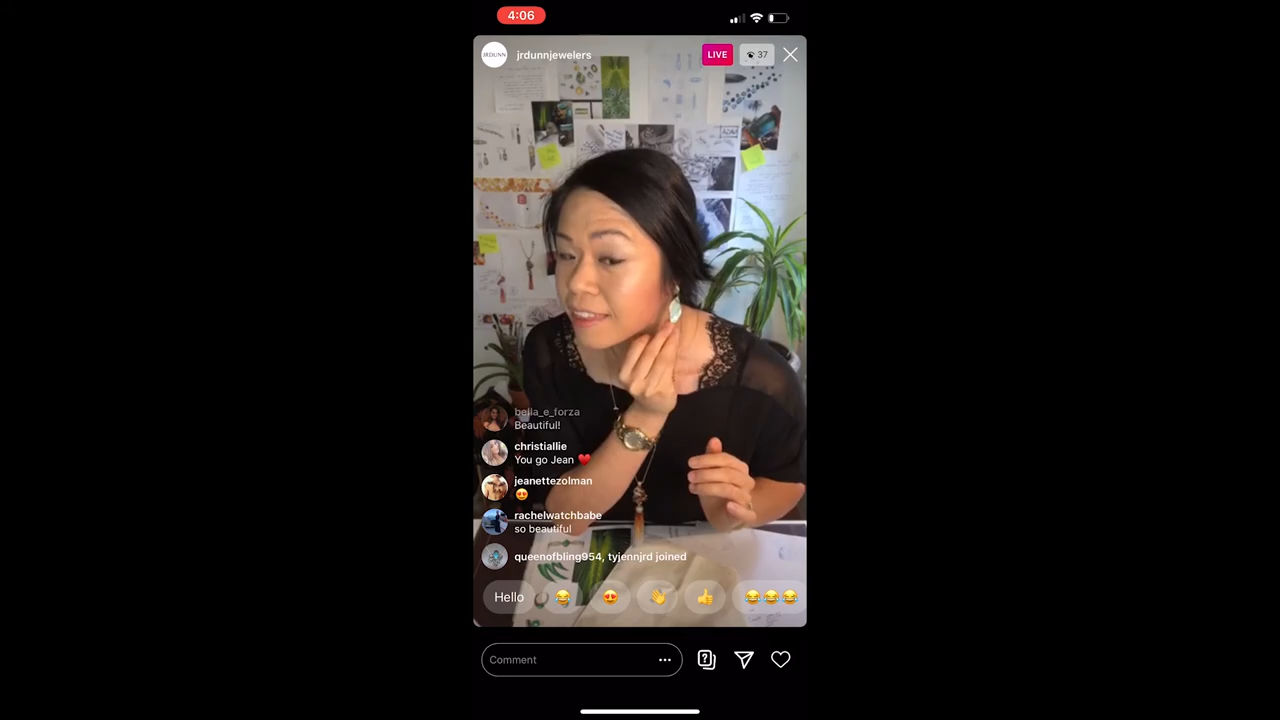 4:06
JRDUNN
jrdunnjewelers
LIVE
37
bella_e_forza
Beautiful!
christiallie
You go Jean ❤️
jeanettezolman
😍
rachelwatchbabe
so beautiful
queenofbling954, tyjennjrd joined
Hello 😂 😍 👋 👍 😂😂😂
Comment